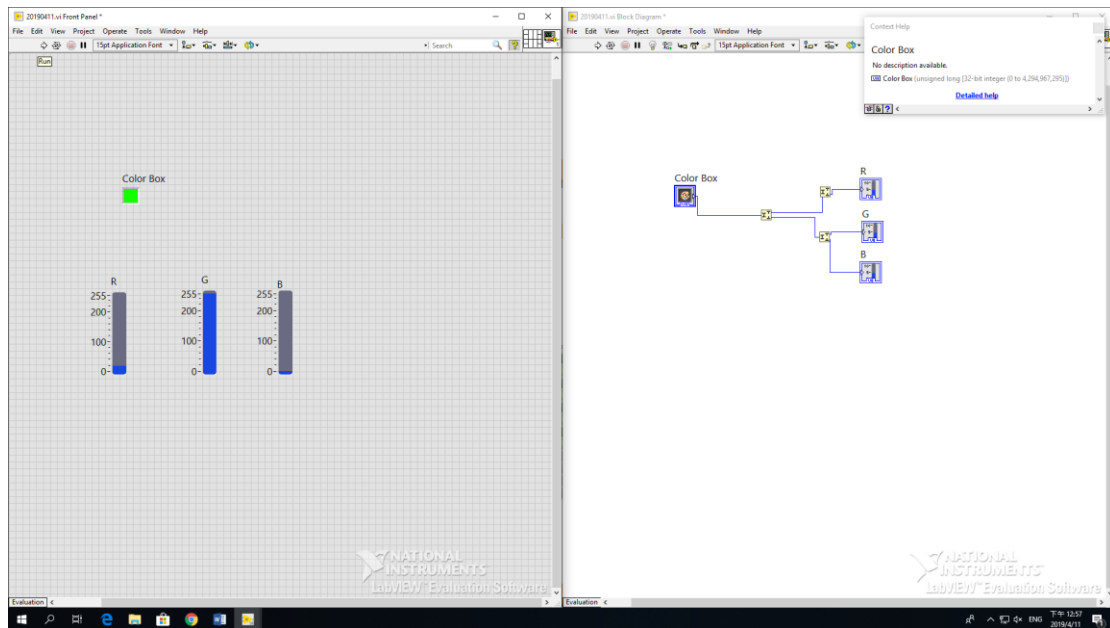 20190411.vi Front Panel *
File Edit View Project Operate Tools Window Help
15pt Application Font
Search
Run
Color Box
R
G
B
255
200
100
0
255
200
100
0
255
200
100
0
NATIONAL
INSTRUMENTS
LabVIEW™ Evaluation Software
Evaluation
20190411.vi Block Diagram *
File Edit View Project Operate Tools Window Help
15pt Application Font
Context Help
Color Box
No description available.
Color Box (unsigned long [32-bit integer (0 to 4,294,967,295)])
Detailed help
Color Box
R
G
B
NATIONAL
INSTRUMENTS
LabVIEW™ Evaluation Software
Evaluation
ENG
下午 12:57
2019/4/11